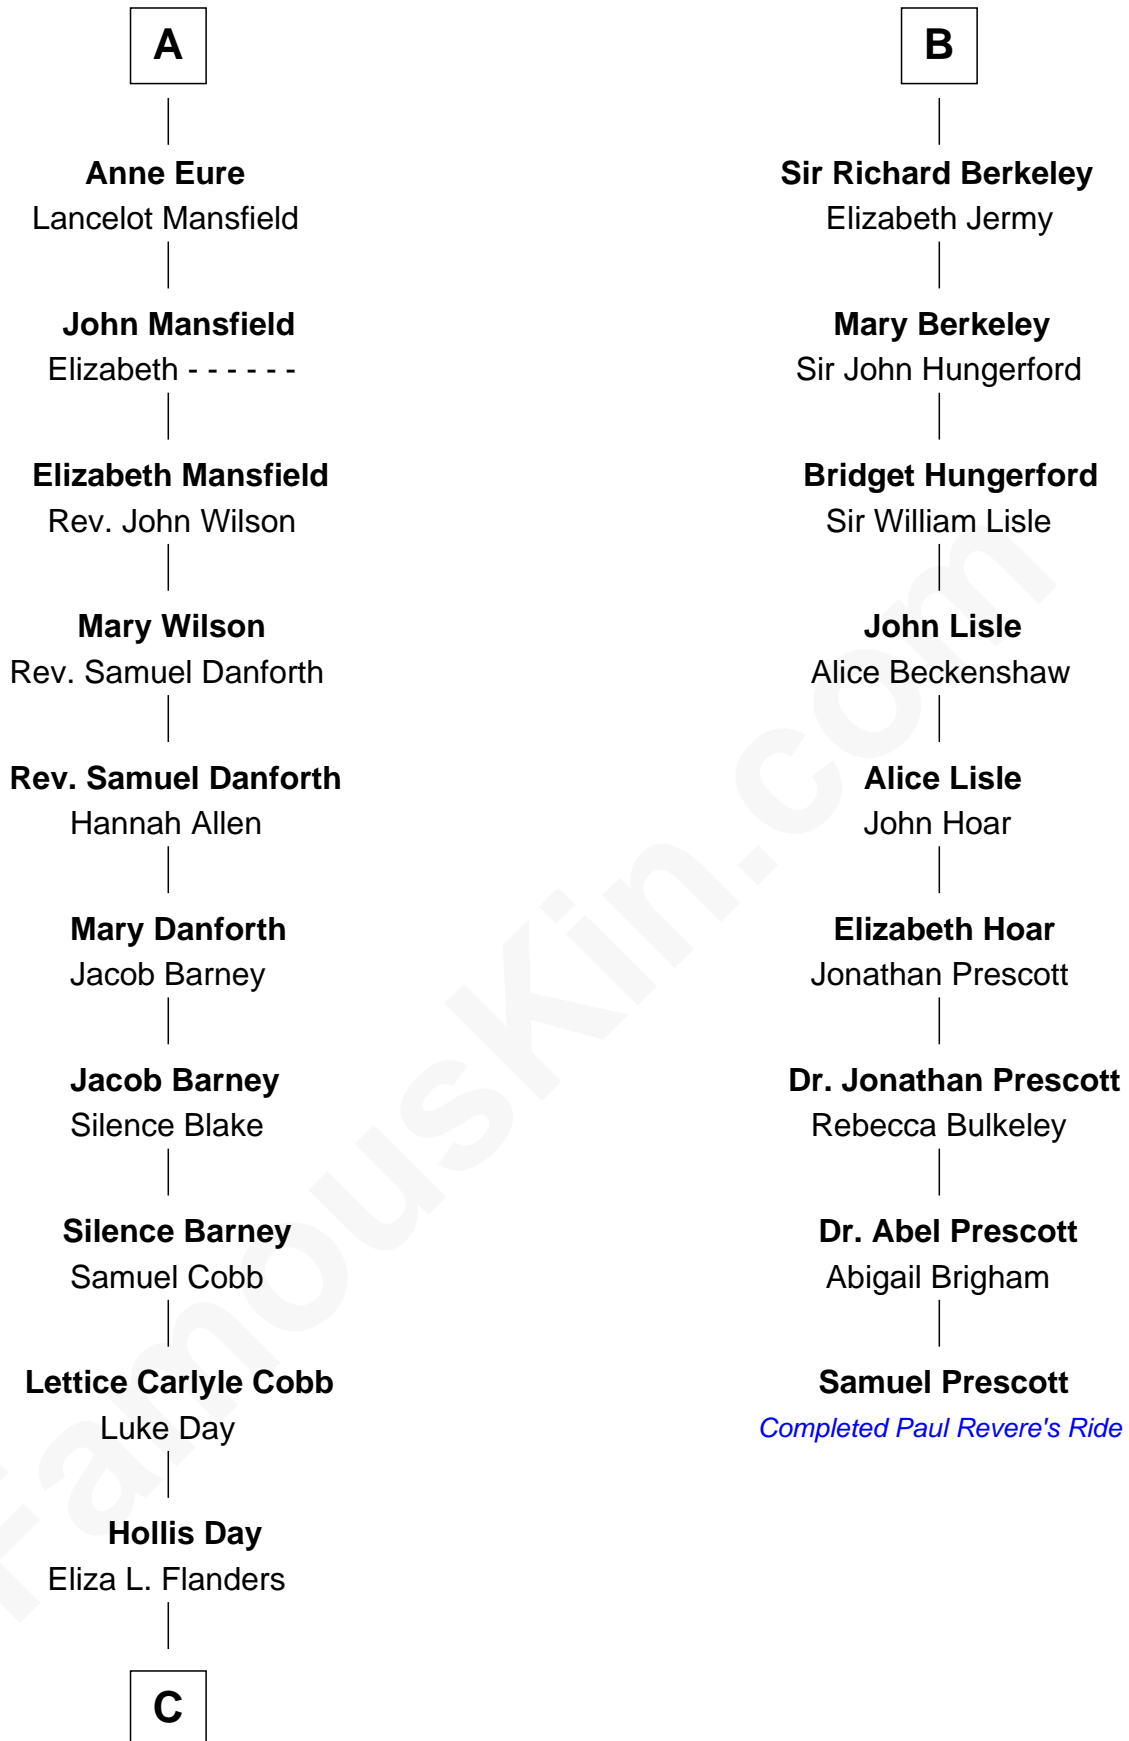 A
Anne Eure
Lancelot Mansfield
John Mansfield
Elizabeth - - - - - -
Elizabeth Mansfield
Rev. John Wilson
Mary Wilson
Rev. Samuel Danforth
Rev. Samuel Danforth
Hannah Allen
Mary Danforth
Jacob Barney
Jacob Barney
Silence Blake
Silence Barney
Samuel Cobb
Lettice Carlyle Cobb
Luke Day
Hollis Day
Eliza L. Flanders
C
B
Sir Richard Berkeley
Elizabeth Jermy
Mary Berkeley
Sir John Hungerford
Bridget Hungerford
Sir William Lisle
John Lisle
Alice Beckenshaw
Alice Lisle
John Hoar
Elizabeth Hoar
Jonathan Prescott
Dr. Jonathan Prescott
Rebecca Bulkeley
Dr. Abel Prescott
Abigail Brigham
Samuel Prescott
Completed Paul Revere's Ride
FamousKin.com